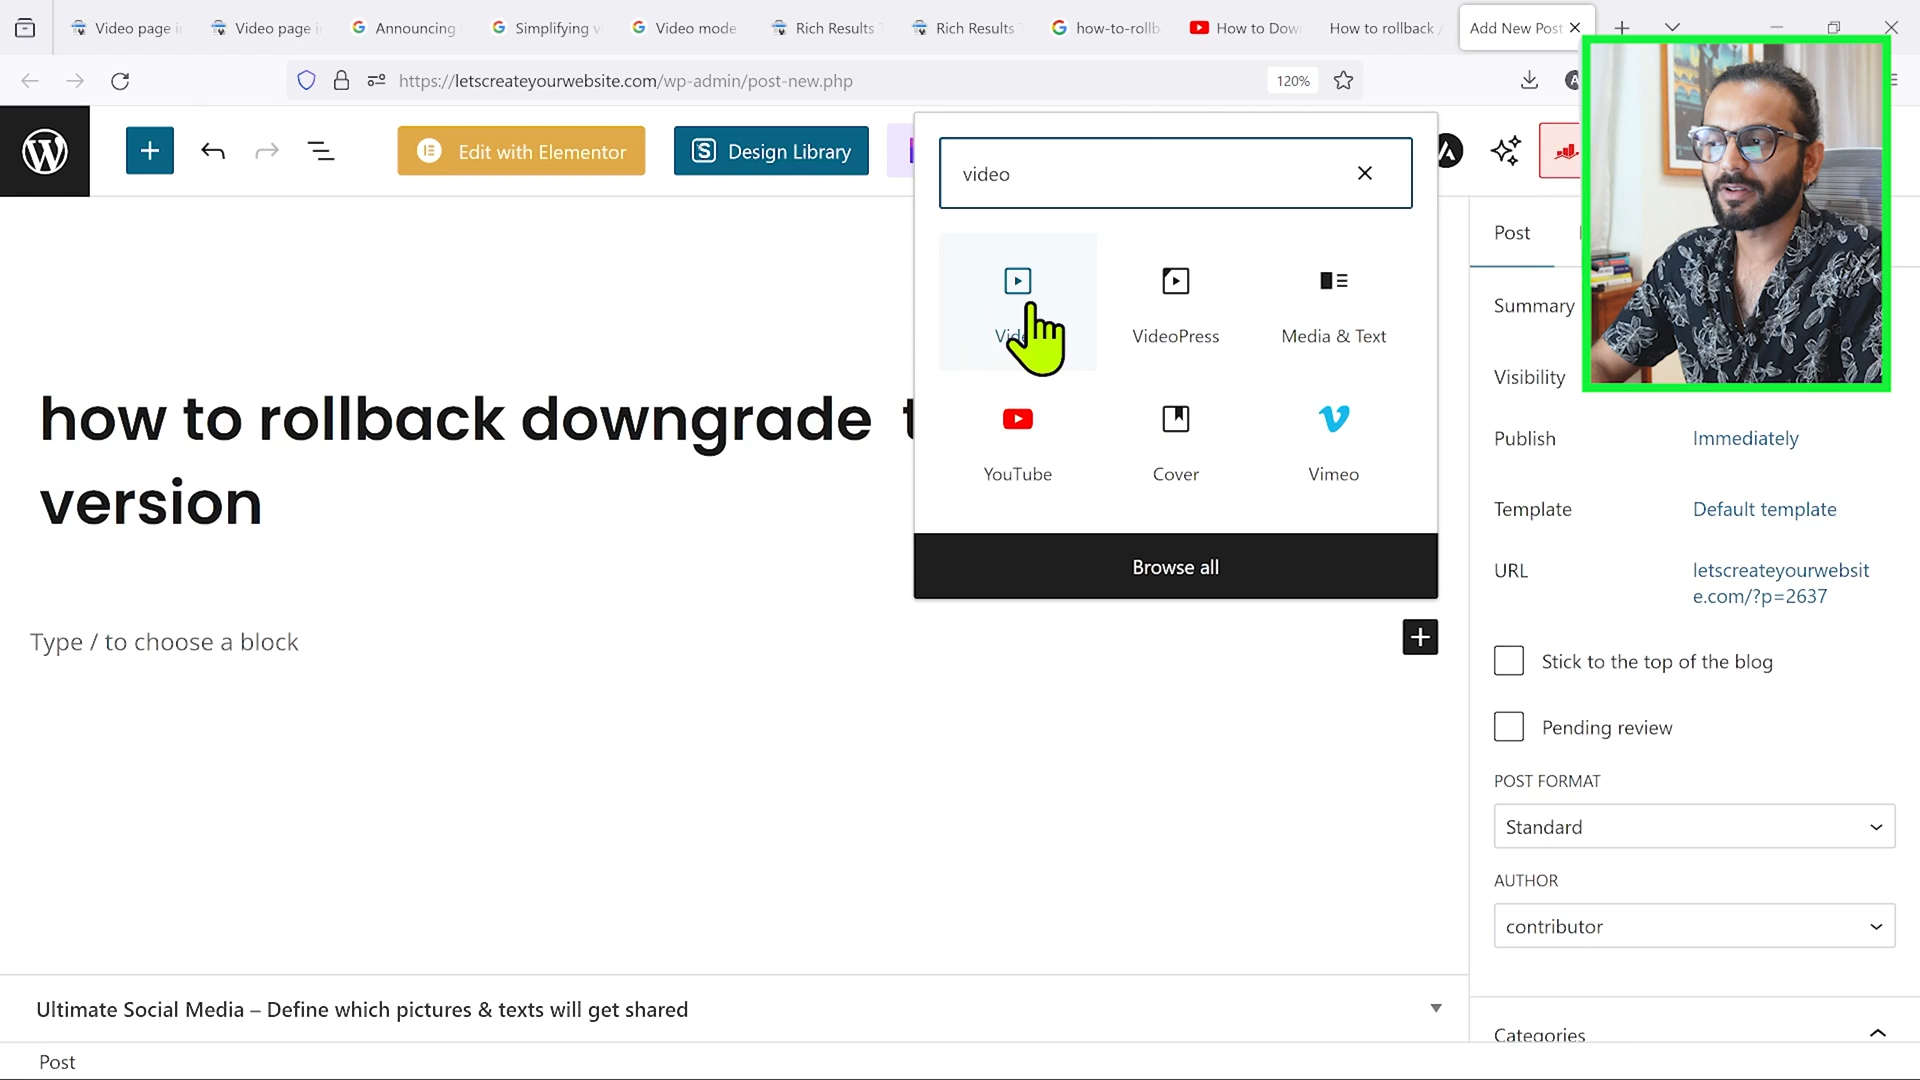 Video page i
Video page i
Announcing
Simplifying v
Video mode
Rich Results
Rich Results
how-to-rollb
How to Dow
How to rollback
Add New Post
https://letscreateyourwebsite.com/wp-admin/post-new.php
120%
Edit with Elementor
Design Library
video
VideoPress
Media & Text
YouTube
Cover
Vimeo
Browse all
how to rollback downgrade
version
Type / to choose a block
Post
Summary
Visibility
Publish
Immediately
Template
Default template
URL
letscreateyourwebsit
e.com/?p=2637
Stick to the top of the blog
Pending review
POST FORMAT
Standard
AUTHOR
contributor
Categories
Ultimate Social Media – Define which pictures & texts will get shared
Post